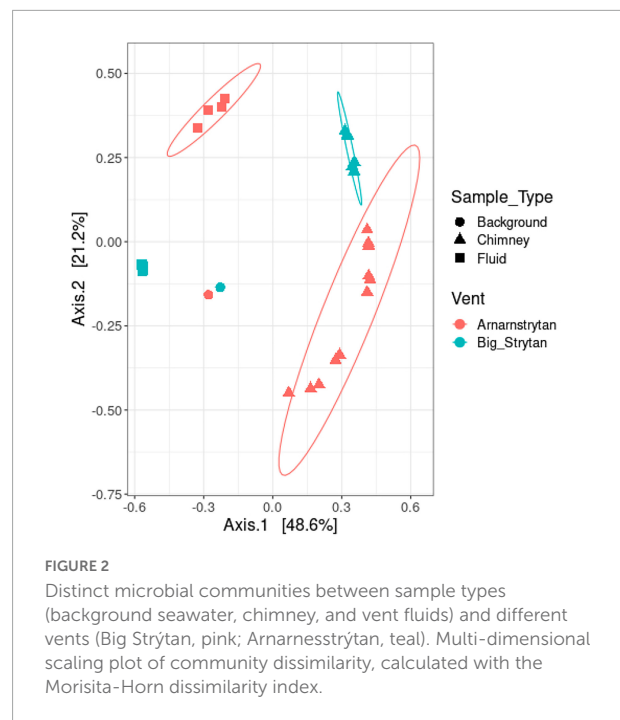 0.50
0.25
0.00
-0.25
-0.50
-0.75
Axis.2 [21.2%]
-0.6 -0.3 0.0 0.3 0.6
Axis.1 [48.6%]
Sample_Type
Background
Chimney
Fluid
Vent
Arnarnstrytan
Big_Strytan
FIGURE 2
Distinct microbial communities between sample types
(background seawater, chimney, and vent fluids) and different
vents (Big Strýtan, pink; Arnarnesstrýtan, teal). Multi-dimensional
scaling plot of community dissimilarity, calculated with the
Morisita-Horn dissimilarity index.